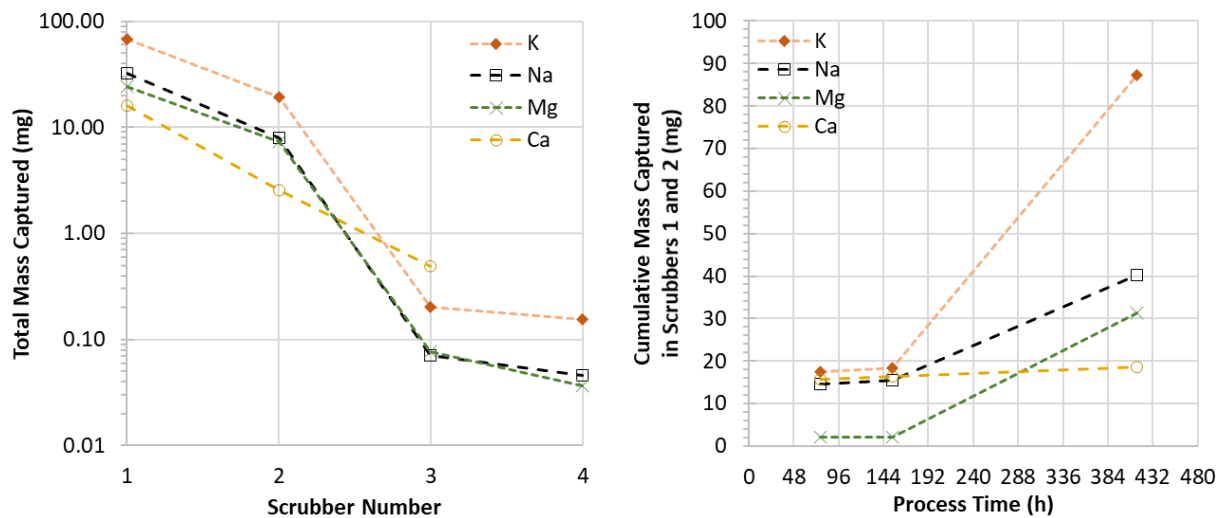 100.00
10.00
1.00
0.10
0.01
Total Mass Captured (mg)
1 2 3 4
Scrubber Number
K
Na
Mg
Ca
100
90
80
70
60
50
40
30
20
10
0
Cumulative Mass Captured
in Scrubbers 1 and 2 (mg)
0 48 96 144 192 240 288 336 384 432 480
Process Time (h)
K
Na
Mg
Ca